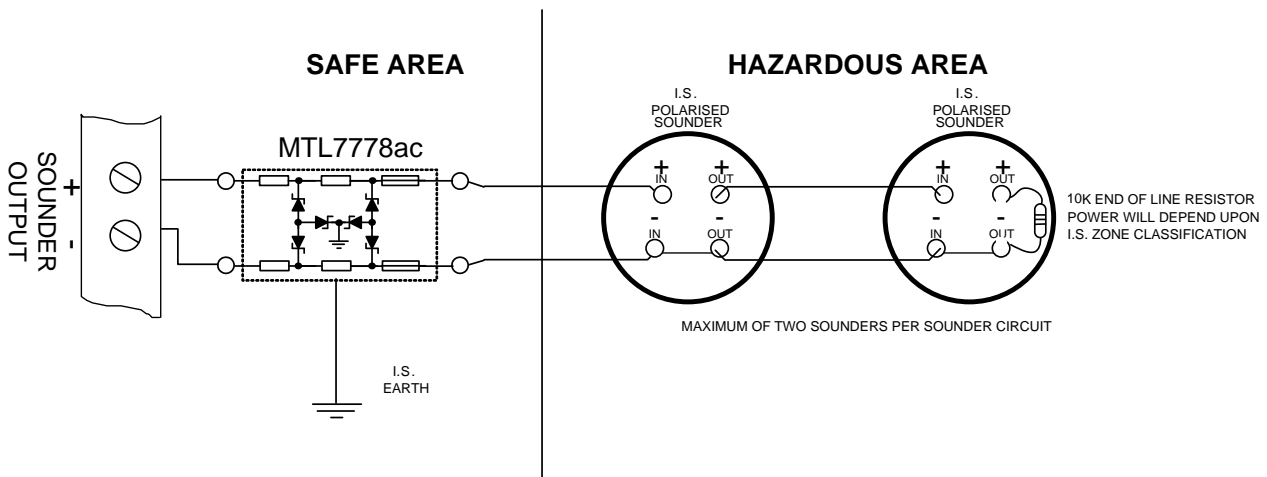 SAFE AREA
HAZARDOUS AREA
I.S.
POLARISED
SOUNDER
I.S.
POLARISED
SOUNDER
MTL7778ac
SOUNDER
OUTPUT
+
-
+ +
IN OUT
- -
IN OUT
+ +
IN OUT
- -
IN OUT
10K END OF LINE RESISTOR
POWER WILL DEPEND UPON
I.S. ZONE CLASSIFICATION
MAXIMUM OF TWO SOUNDERS PER SOUNDER CIRCUIT
I.S.
EARTH